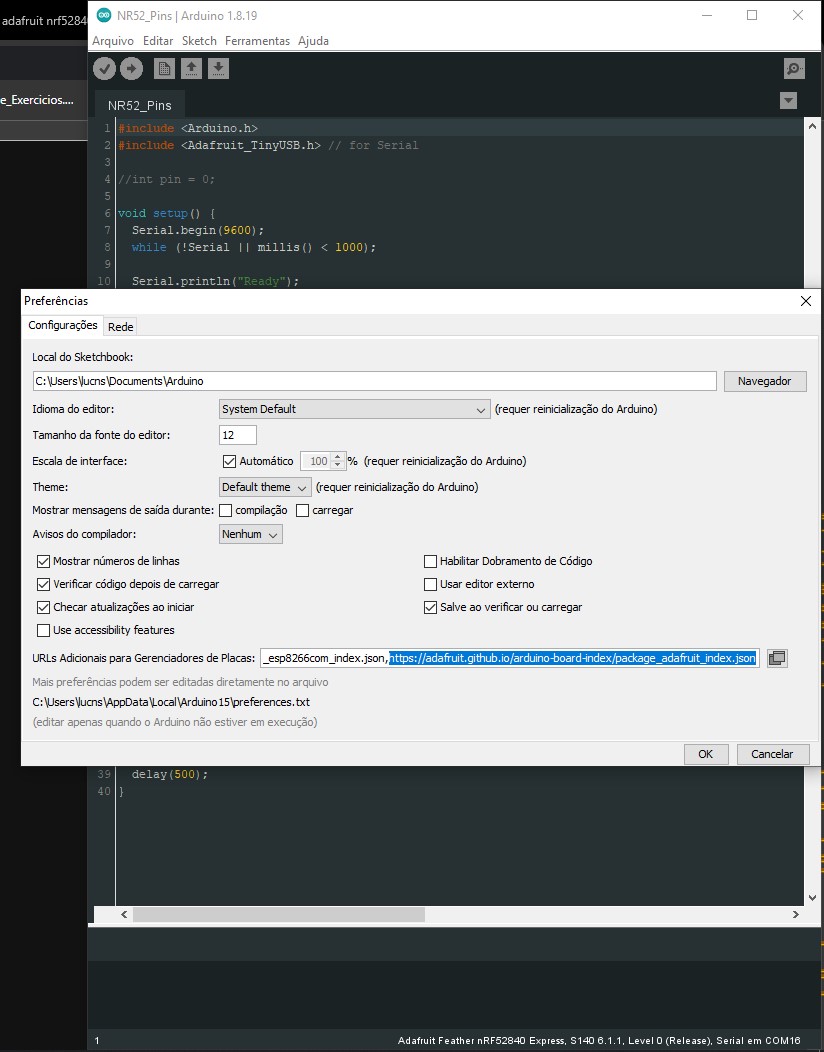 adafruit nrf52840
NR52_Pins | Arduino 1.8.19
Arquivo Editar Sketch Ferramentas Ajuda
e_Exercicios....
NR52_Pins
1 #include <Arduino.h>
2 #include <Adafruit_TinyUSB.h> // for Serial
3
4 //int pin = 0;
5
6 void setup() {
7 Serial.begin(9600);
8 while (!Serial || millis() < 1000);
9
10 Serial.println("Ready");
Preferências
Configurações Rede
Local do Sketchbook:
C:\Users\lucns\Documents\Arduino Navegador
Idioma do editor: System Default (requer reinicialização do Arduino)
Tamanho da fonte do editor: 12
Escala de interface: Automático 100 % (requer reinicialização do Arduino)
Theme: Default theme (requer reinicialização do Arduino)
Mostrar mensagens de saída durante: compilação carregar
Avisos do compilador: Nenhum
Mostrar números de linhas Habilitar Dobramento de Código
Verificar código depois de carregar Usar editor externo
Checar atualizações ao iniciar Salve ao verificar ou carregar
Use accessibility features
URLs Adicionais para Gerenciadores de Placas: _esp8266com_index.json,https://adafruit.github.io/arduino-board-index/package_adafruit_index.json
Mais preferências podem ser editadas diretamente no arquivo
C:\Users\lucns\AppData\Local\Arduino15\preferences.txt
(editar apenas quando o Arduino não estiver em execução)
OK Cancelar
39 delay(500);
40 }
1 Adafruit Feather nRF52840 Express, S140 6.1.1, Level 0 (Release), Serial em COM16